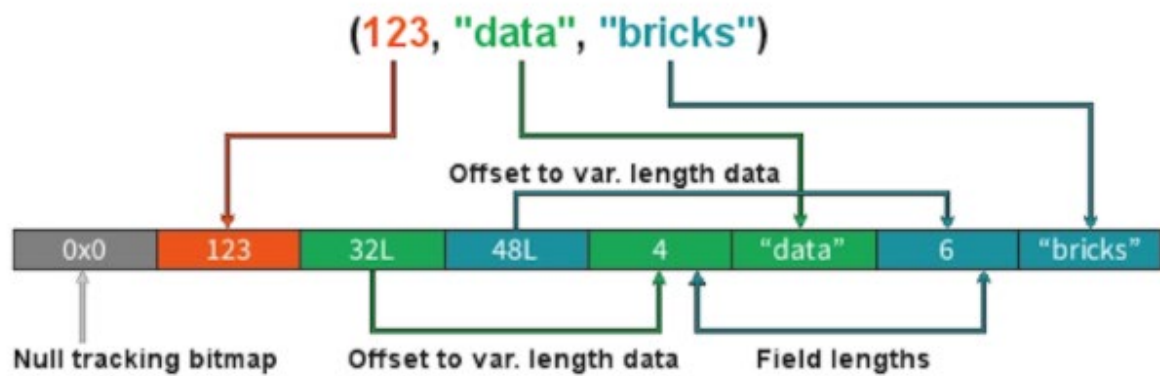 (123, "data", "bricks")
Offset to var. length data
0x0 123 32L 48L 4 “data” 6 “bricks”
Null tracking bitmap Offset to var. length data Field lengths